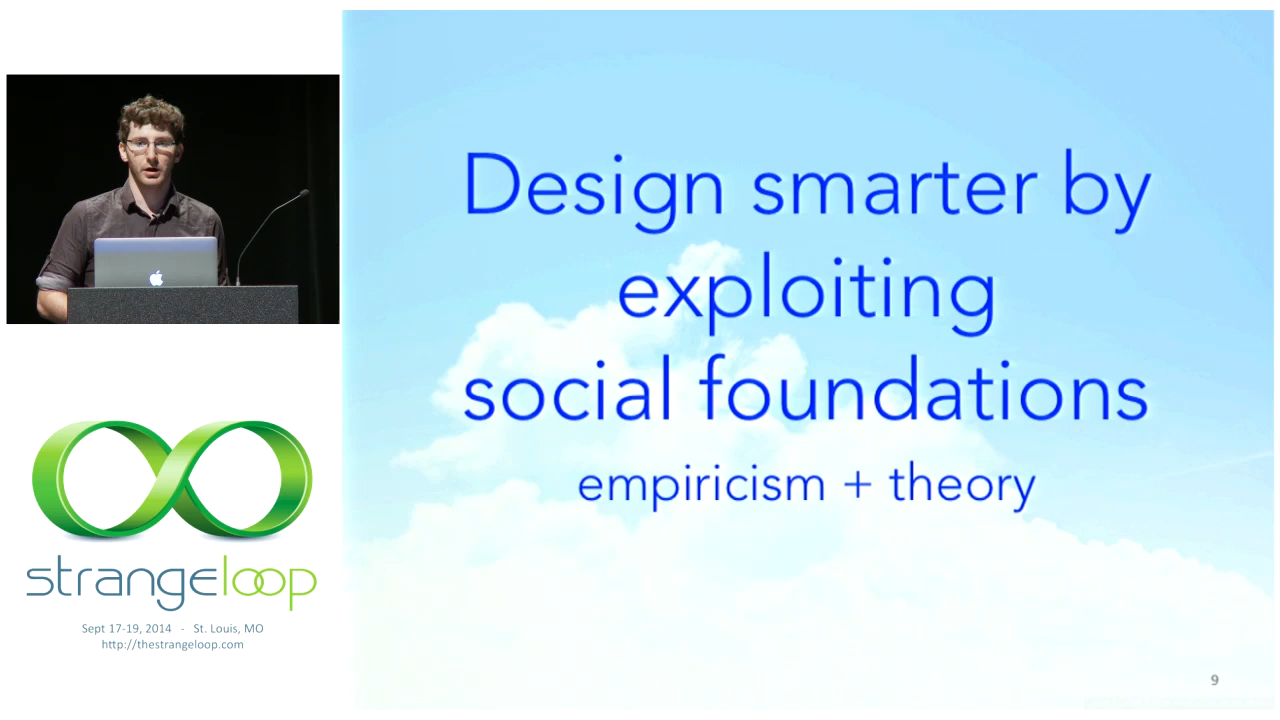 Design smarter by
exploiting
social foundations
empiricism + theory
strangeloop
Sept 17-19, 2014 - St. Louis, MO
http://thestrangeloop.com
9